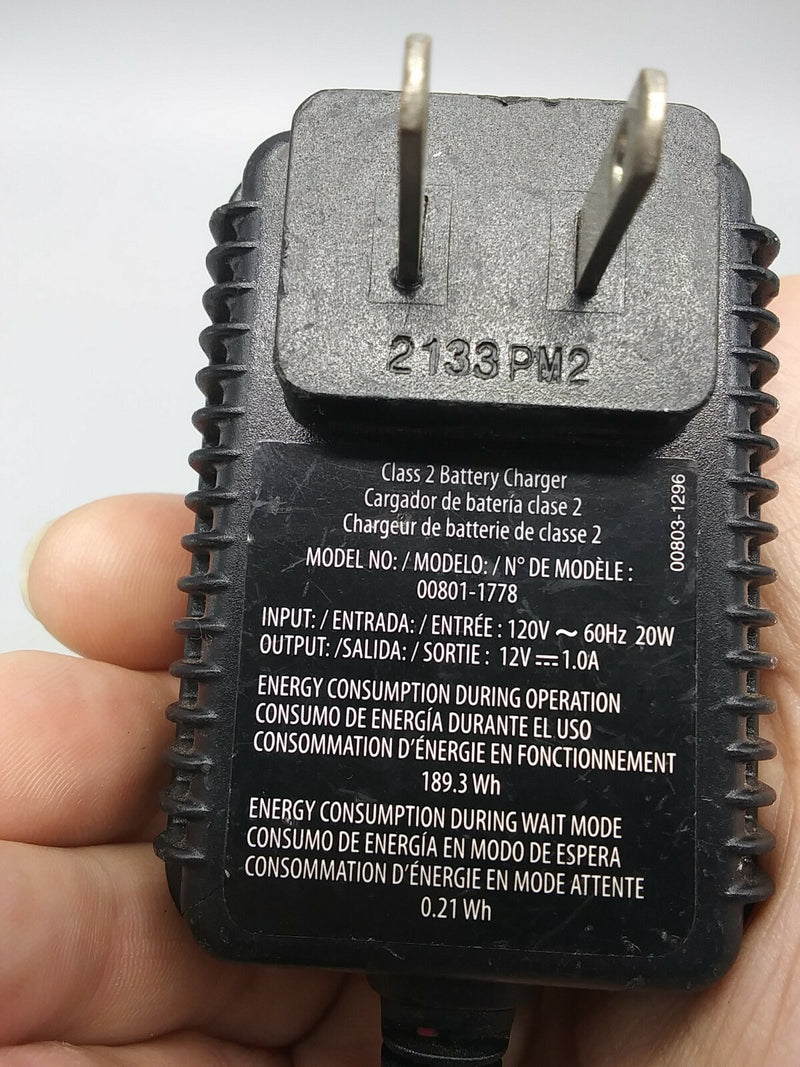 2133PM2
Class 2 Battery Charger
Cargador de batería clase 2
Chargeur de batterie de classe 2
00803-1296
MODEL NO: / MODELO: / N° DE MODÈLE :
00801-1778
INPUT: / ENTRADA: / ENTRÉE : 120V ~ 60Hz 20W
OUTPUT: /SALIDA: / SORTIE : 12V ⎓ 1.0A
ENERGY CONSUMPTION DURING OPERATION
CONSUMO DE ENERGÍA DURANTE EL USO
CONSOMMATION D'ÉNERGIE EN FONCTIONNEMENT
189.3 Wh
ENERGY CONSUMPTION DURING WAIT MODE
CONSUMO DE ENERGÍA EN MODO DE ESPERA
CONSOMMATION D'ÉNERGIE EN MODE ATTENTE
0.21 Wh